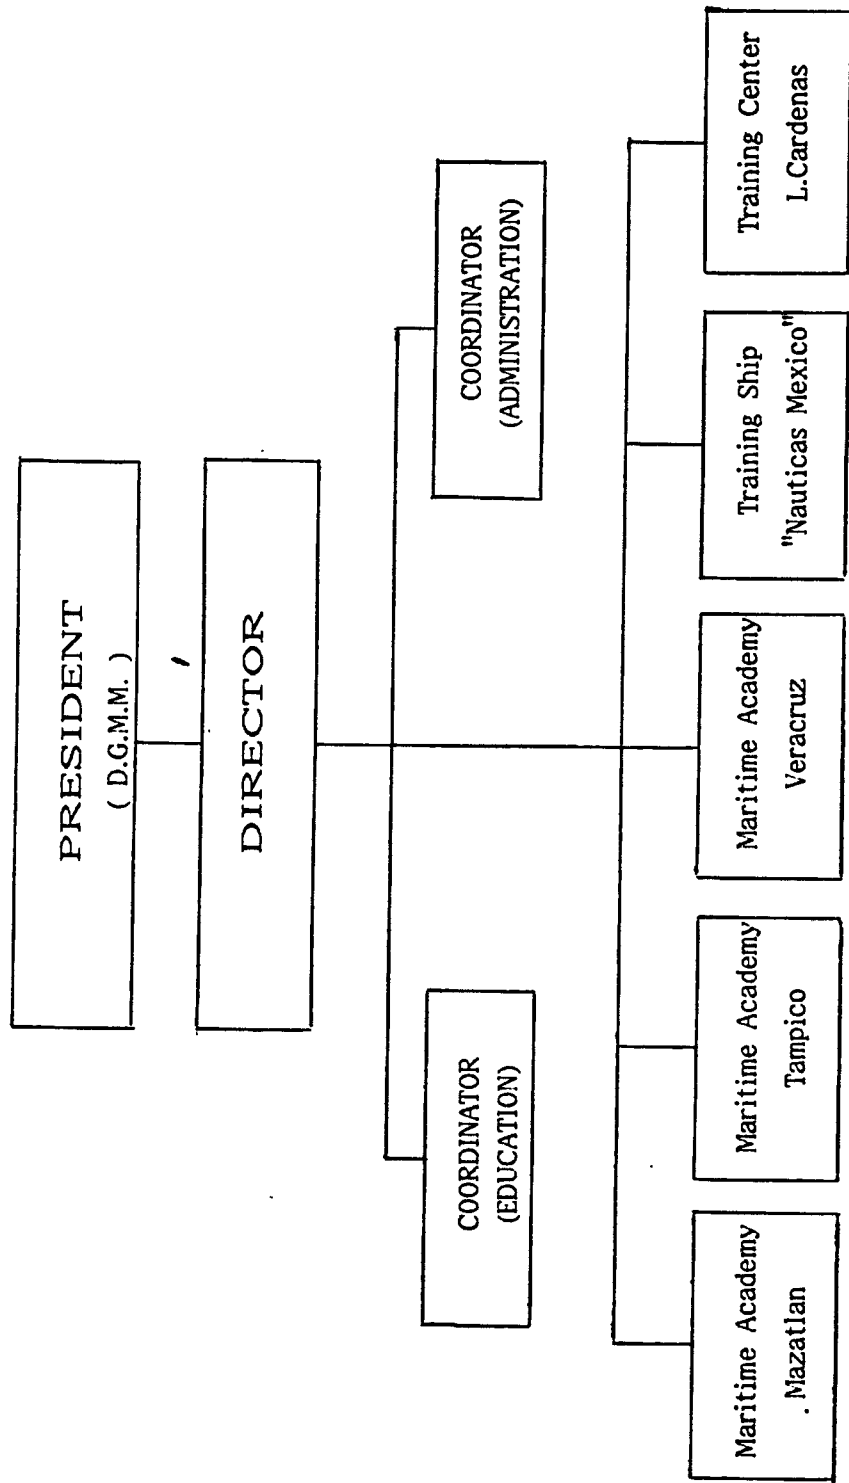 PRESIDENT
( D.G.M.M. )
DIRECTOR
COORDINATOR
(EDUCATION)
COORDINATOR
(ADMINISTRATION)
Maritime Academy
Mazatlan
Maritime Academy
Tampico
Maritime Academy
Veracruz
Training Ship
"Nauticas Mexico"
Training Center
L.Cardenas